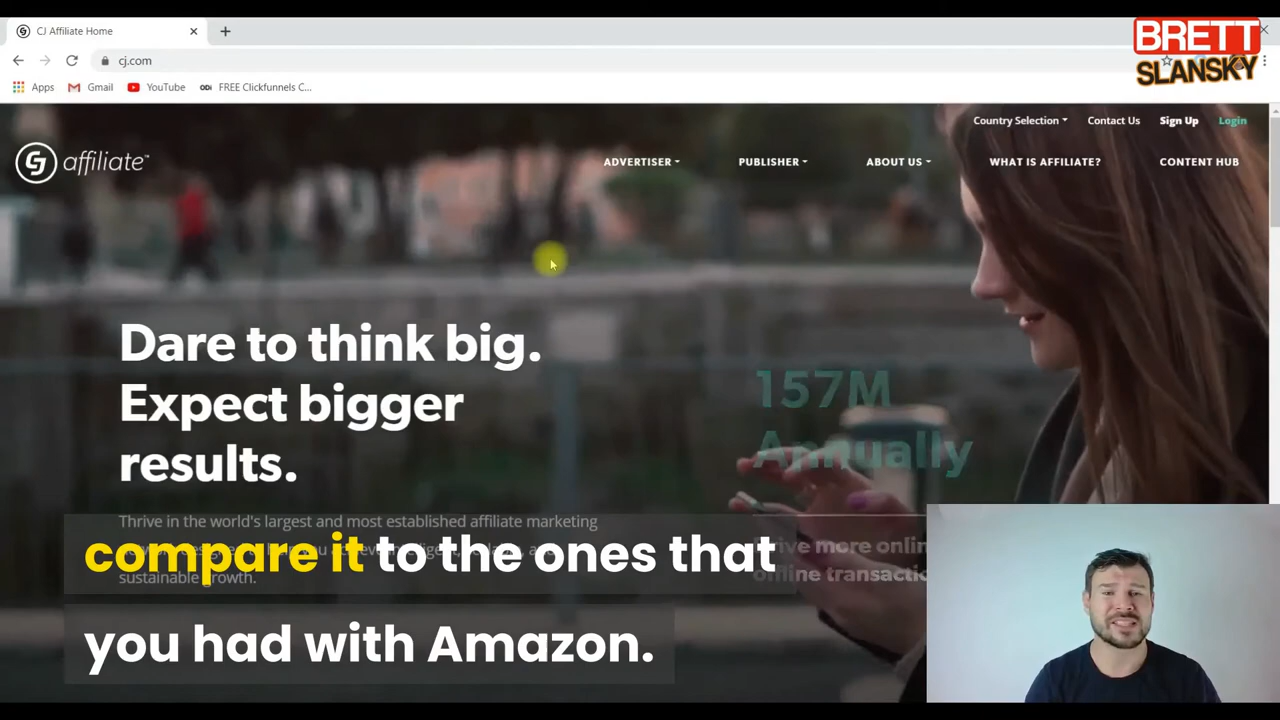 CJ Affiliate Home
BRETT
SLANSKY
cj.com
Apps Gmail YouTube ODi FREE Clickfunnels C...
Country Selection Contact Us Sign Up Login
CJ affiliate™
ADVERTISER PUBLISHER ABOUT US WHAT IS AFFILIATE? CONTENT HUB
Dare to think big.
Expect bigger
results.
157M
Annually
Thrive in the world's largest and most established affiliate marketing
sustainable growth.
compare it to the ones that
you had with Amazon.